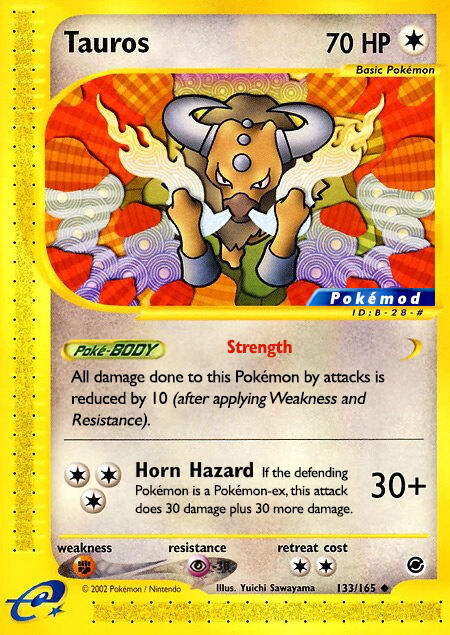 Tauros 70 HP
Basic Pokémon
Pokémod
ID:B-28-#
Poké-BODY Strength
All damage done to this Pokémon by attacks is
reduced by 10 (after applying Weakness and
Resistance).
Horn Hazard If the defending
Pokémon is a Pokémon-ex, this attack
does 30 damage plus 30 more damage.
30+
weakness resistance retreat cost
-30
© 2002 Pokémon / Nintendo Illus. Yuichi Sawayama 133/165 ◆
e